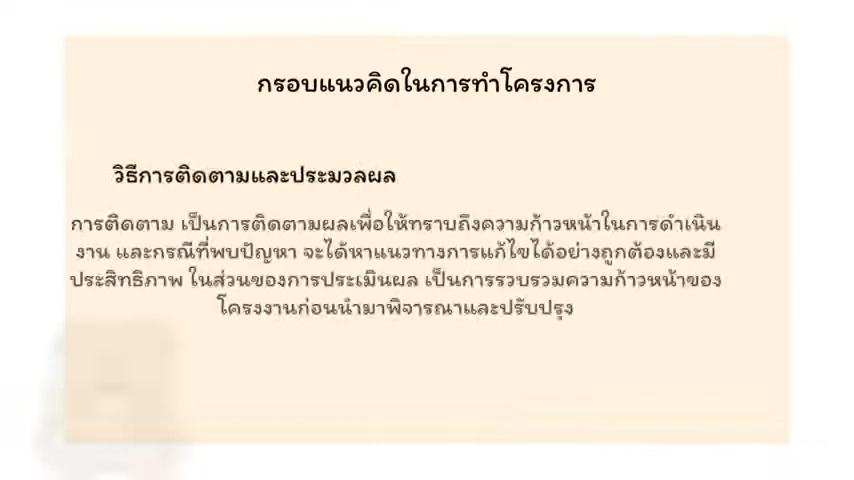 กรอบแนวคิดในการทำโครงการ
วิธีการติดตามและประมวลผล
การติดตาม เป็นการติดตามผลเพื่อให้ทราบถึงความก้าวหน้าในการดำเนิน
งาน และกรณีที่พบปัญหา จะได้หาแนวทางการแก้ไขได้อย่างถูกต้องและมี
ประสิทธิภาพ ในส่วนของการประเมินผล เป็นการรวบรวมความก้าวหน้าของ
โครงงานก่อนนำมาพิจารณาและปรับปรุง